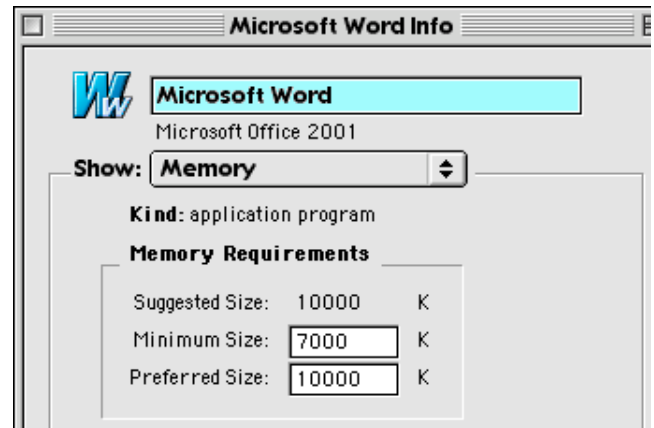 Microsoft Word Info
Microsoft Word
Microsoft Office 2001
Show: Memory
Kind: application program
Memory Requirements
Suggested Size: 10000 K
Minimum Size: 7000 K
Preferred Size: 10000 K